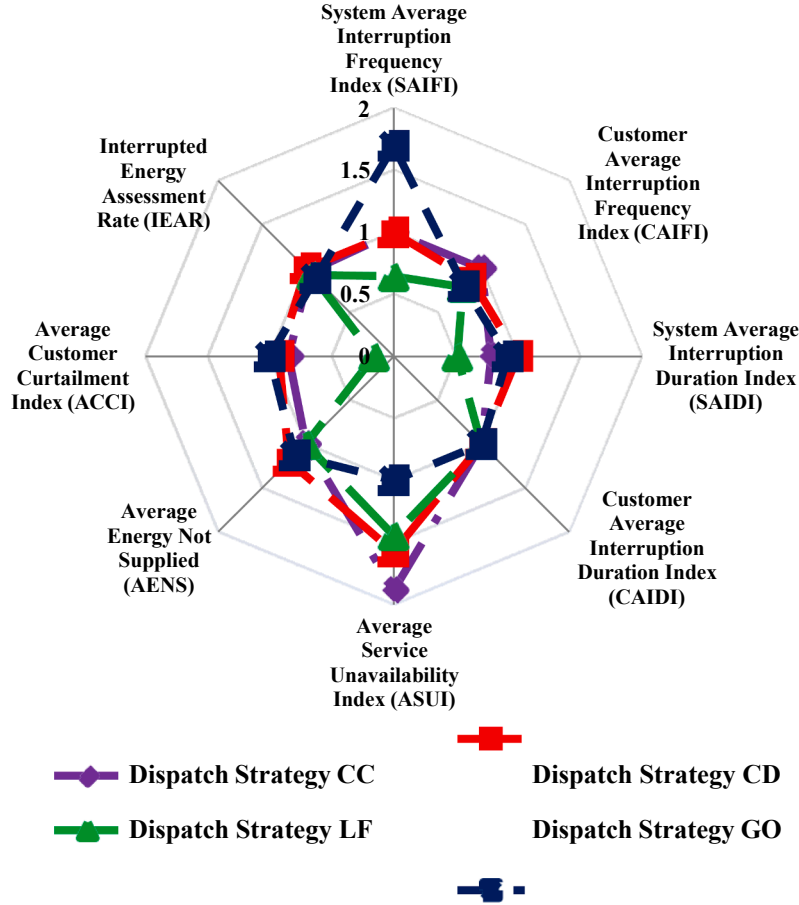 System Average
Interruption
Frequency
Index (SAIFI)
2
Customer
Average
Interruption
Frequency
Index (CAIFI)
Interrupted
Energy
Assessment
Rate (IEAR)
1.5
1
0.5
0
Average
Customer
Curtailment
Index (ACCI)
System Average
Interruption
Duration Index
(SAIDI)
Average
Energy Not
Supplied
(AENS)
Customer
Average
Interruption
Duration Index
(CAIDI)
Average
Service
Unavailability
Index (ASUI)
Dispatch Strategy CC
Dispatch Strategy CD
Dispatch Strategy LF
Dispatch Strategy GO